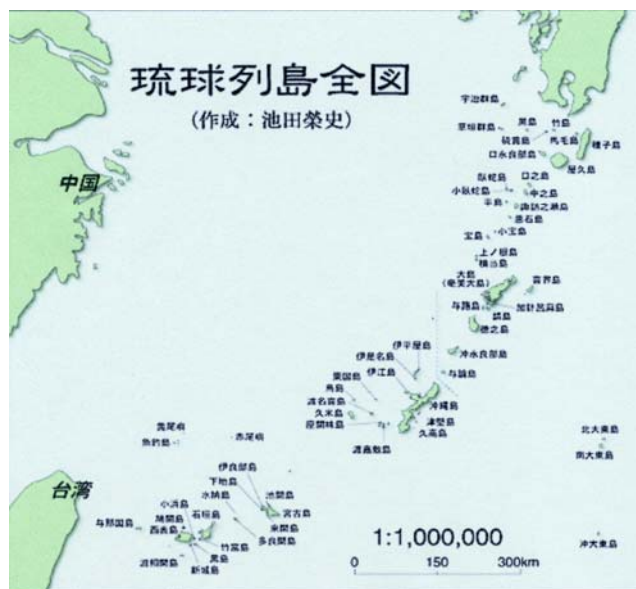 琉球列島全図
(作成：池田榮史)
中国
台湾
宇治群島
黒島
竹島
草垣群島
硫黄島
馬毛島
種子島
口永良部島
屋久島
臥蛇島
口之島
小臥蛇島
中之島
平島
諏訪之瀬島
悪石島
小宝島
宝島
上ノ根島
横当島
大島
(奄美大島)
喜界島
与路島
加計呂麻島
徳之島
沖永良部島
与論島
伊平屋島
伊是名島
伊江島
粟国島
鳥島
渡名喜島
久米島
座間味島
沖縄島
津堅島
久高島
渡嘉敷島
北大東島
南大東島
沖大東島
黄尾嶼
魚釣島
赤尾嶼
伊良部島
下地島
水納島
池間島
宮古島
来間島
多良間島
小浜島
鳩間島
石垣島
西表島
与那国島
竹富島
黒島
新城島
波照間島
1:1,000,000
0 150 300km